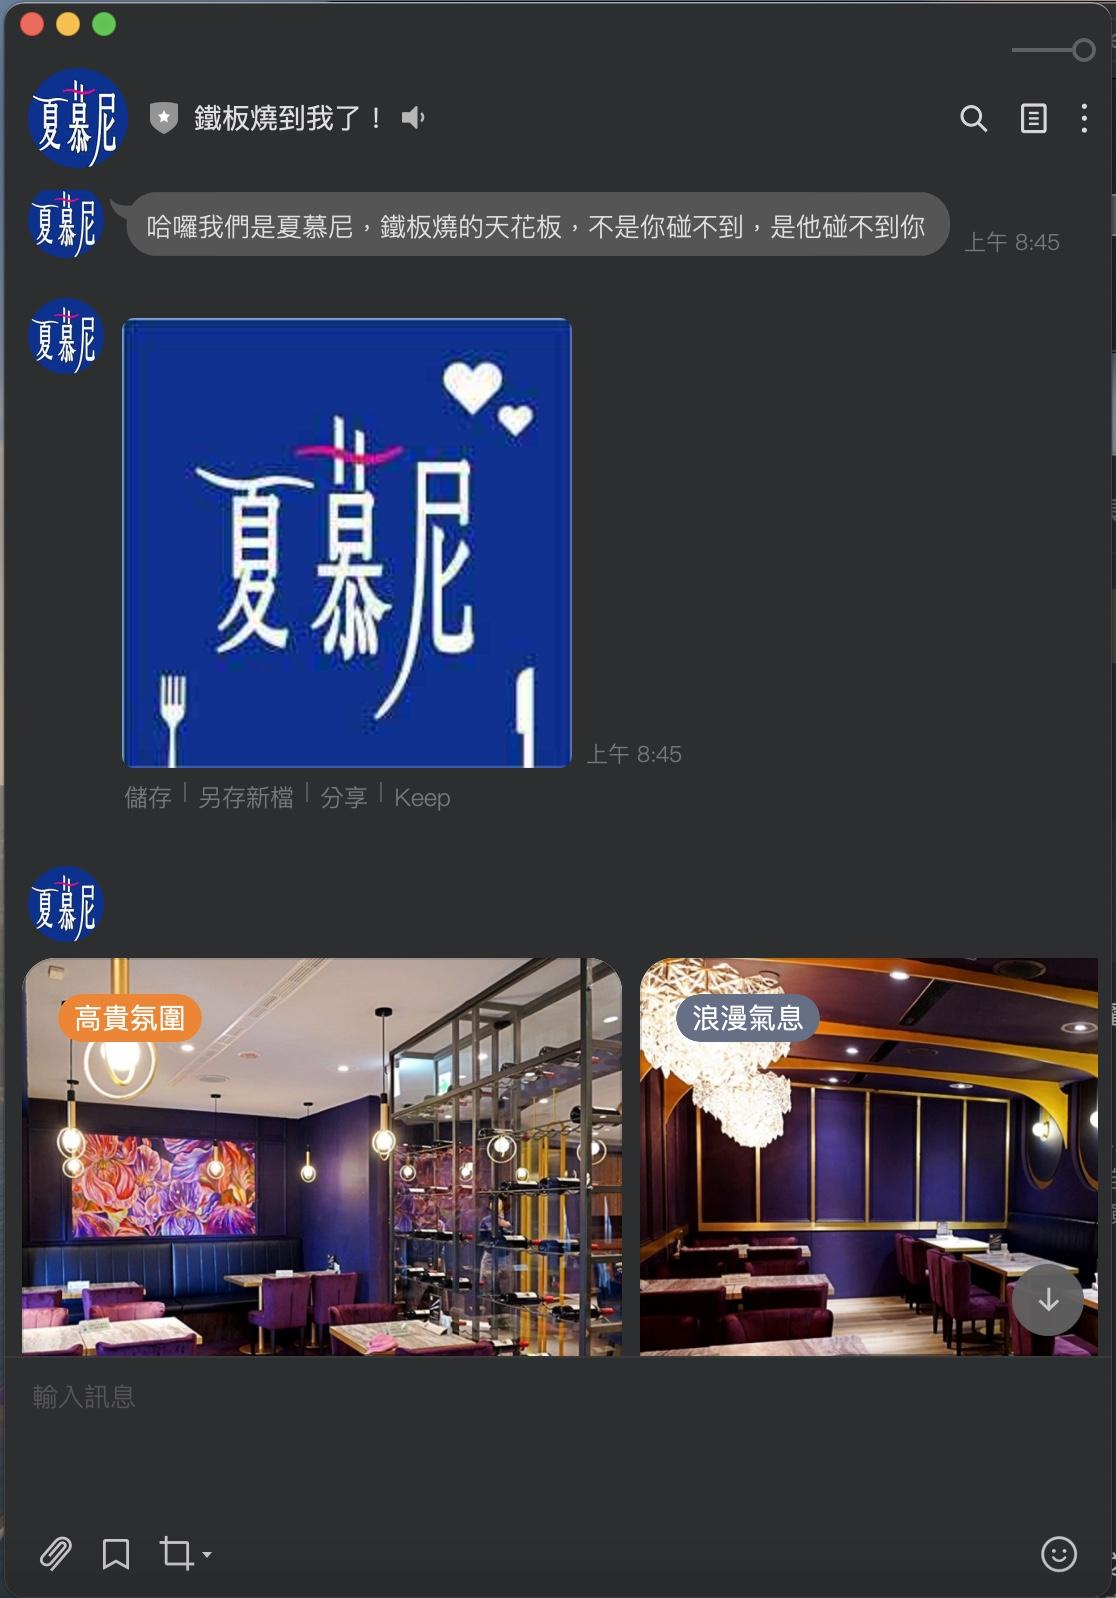 夏慕尼
鐵板燒到我了！
夏慕尼
哈囉我們是夏慕尼，鐵板燒的天花板，不是你碰不到，是他碰不到你
上午 8:45
夏慕尼
夏慕尼
上午 8:45
儲存 | 另存新檔 | 分享 | Keep
夏慕尼
高貴氛圍
浪漫氣息
輸入訊息